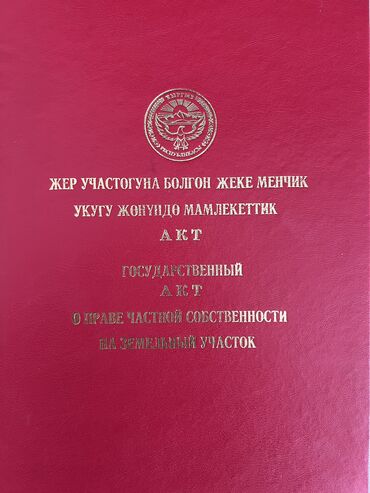 ЖЕР УЧАСТОГУНА БОЛГОН ЖЕКЕ МЕНЧИК
УКУГУ ЖӨНҮНДӨ МАМЛЕКЕТТИК
АКТ
ГОСУДАРСТВЕННЫЙ
АКТ
О ПРАВЕ ЧАСТНОЙ СОБСТВЕННОСТИ
НА ЗЕМЕЛЬНЫЙ УЧАСТОК